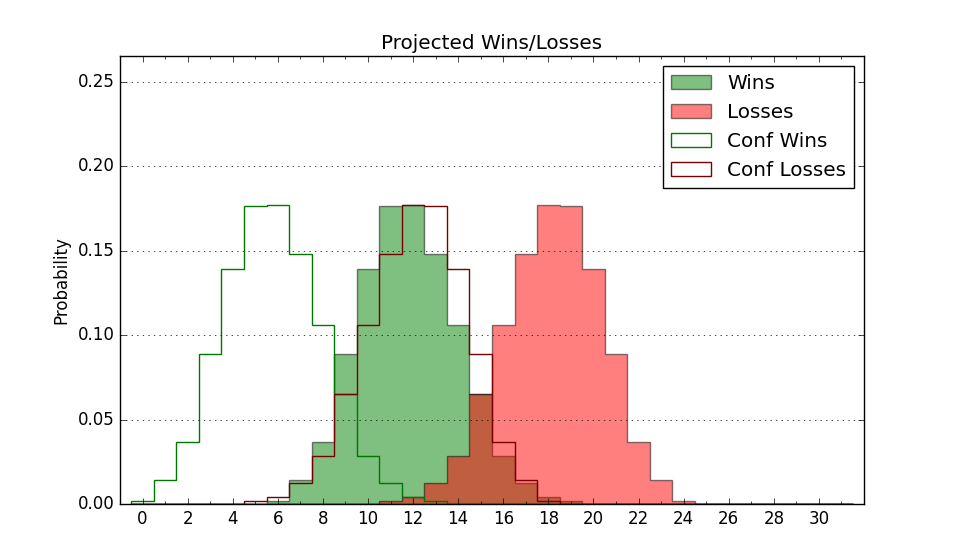 Projected Wins/Losses
0.25
0.20
0.15
0.10
0.05
0.00
Probability
Wins
Losses
Conf Wins
Conf Losses
0 2 4 6 8 10 12 14 16 18 20 22 24 26 28 30